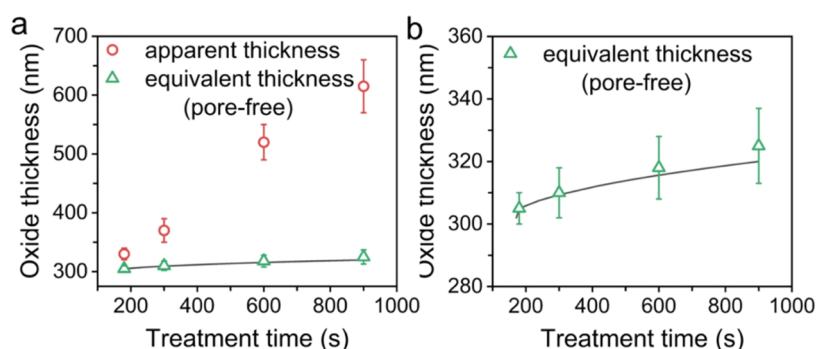 a
700
600
500
400
300
Oxide thickness (nm)
apparent thickness
equivalent thickness
(pore-free)
200 400 600 800 1000
Treatment time (s)
b
360
340
320
300
280
Oxide thickness (nm)
equivalent thickness
(pore-free)
200 400 600 800 1000
Treatment time (s)